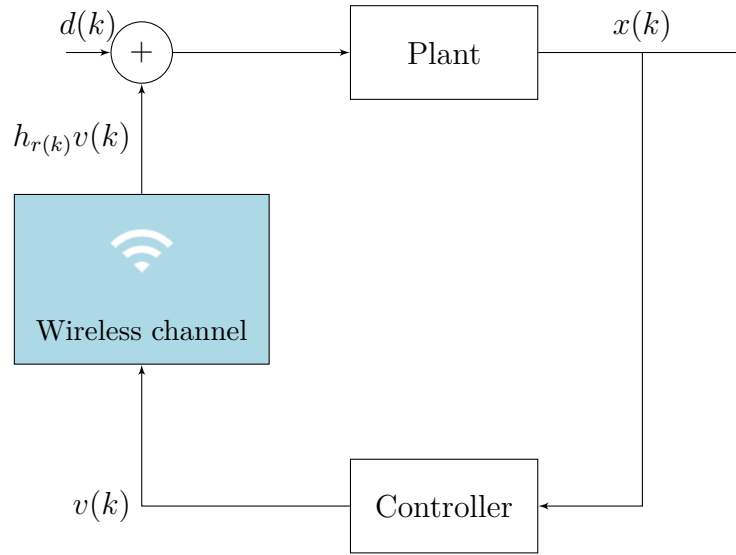 d(k)
+
Plant
x(k)
h_{r(k)}v(k)
Wireless channel
v(k)
Controller